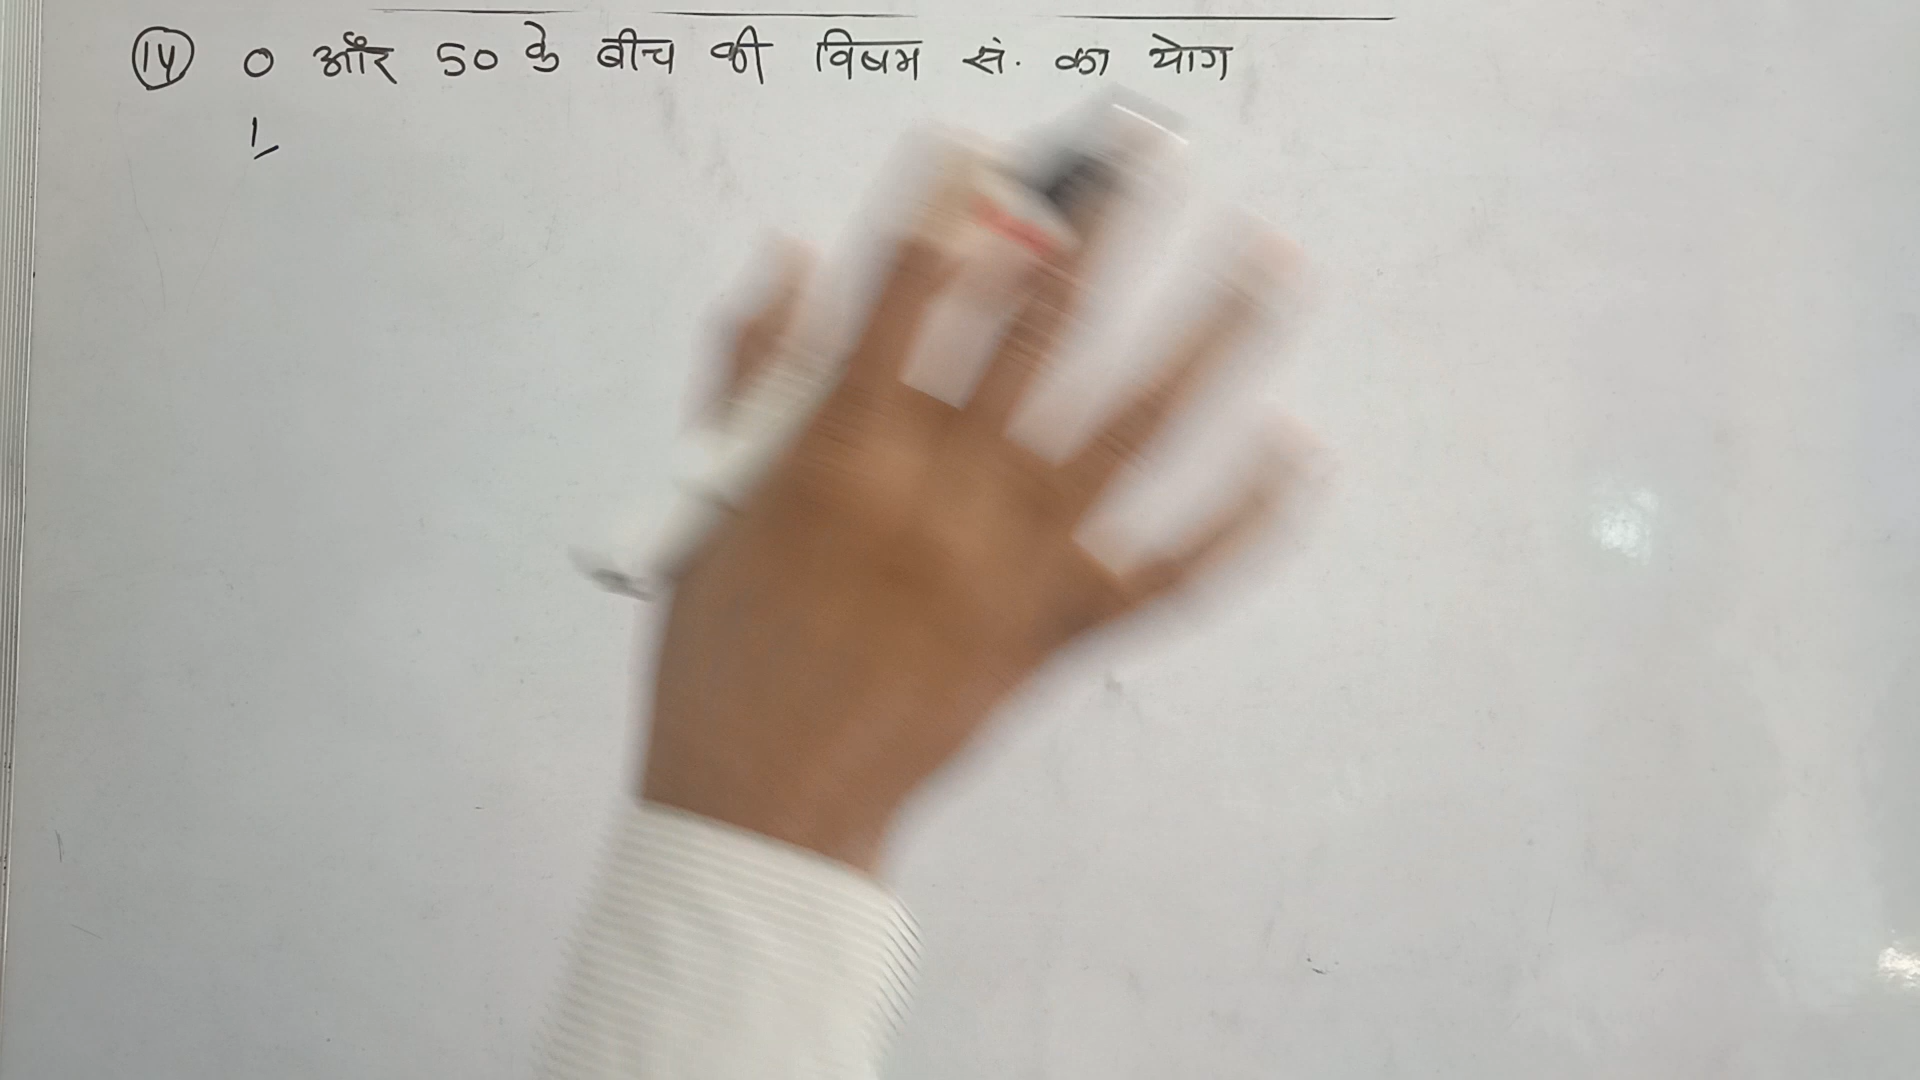 (14) 0 और 50 के बीच की विषम सं. का योग
1,